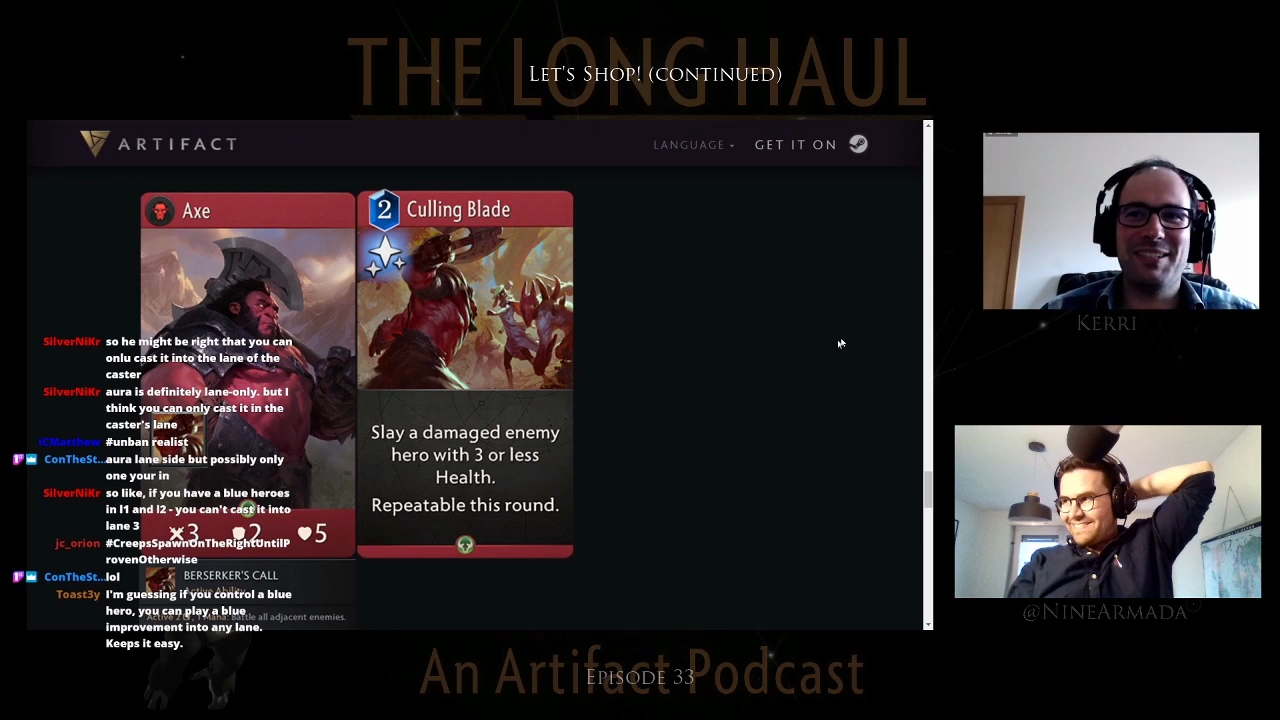 THE LONG HAUL
LET'S SHOP! (CONTINUED)
ARTIFACT
LANGUAGE
GET IT ON
Axe
2
Culling Blade
Slay a damaged enemy
hero with 3 or less
Health.
Repeatable this round.
3
2
5
BERSERKER'S CALL
Active Ability
Mana: Battle all adjacent enemies.
SilverNiKr so he might be right that you can
onlu cast it into the lane of the
caster
SilverNiKr aura is definitely lane-only. but I
think you can only cast it in the
caster's lane
iCMatthew #unban realist
ConTheSt... aura lane side but possibly only
one your in
SilverNiKr so like, if you have a blue heroes
in l1 and l2 - you can't cast it into
lane 3
jc_orion #CreepsSpawnOnTheRightUntilP
rovenOtherwise
ConTheSt... lol
Toast3y I'm guessing if you control a blue
hero, you can play a blue
improvement into any lane.
Keeps it easy.
KERRI
@NINEARMADA
An Artifact Podcast
EPISODE 33